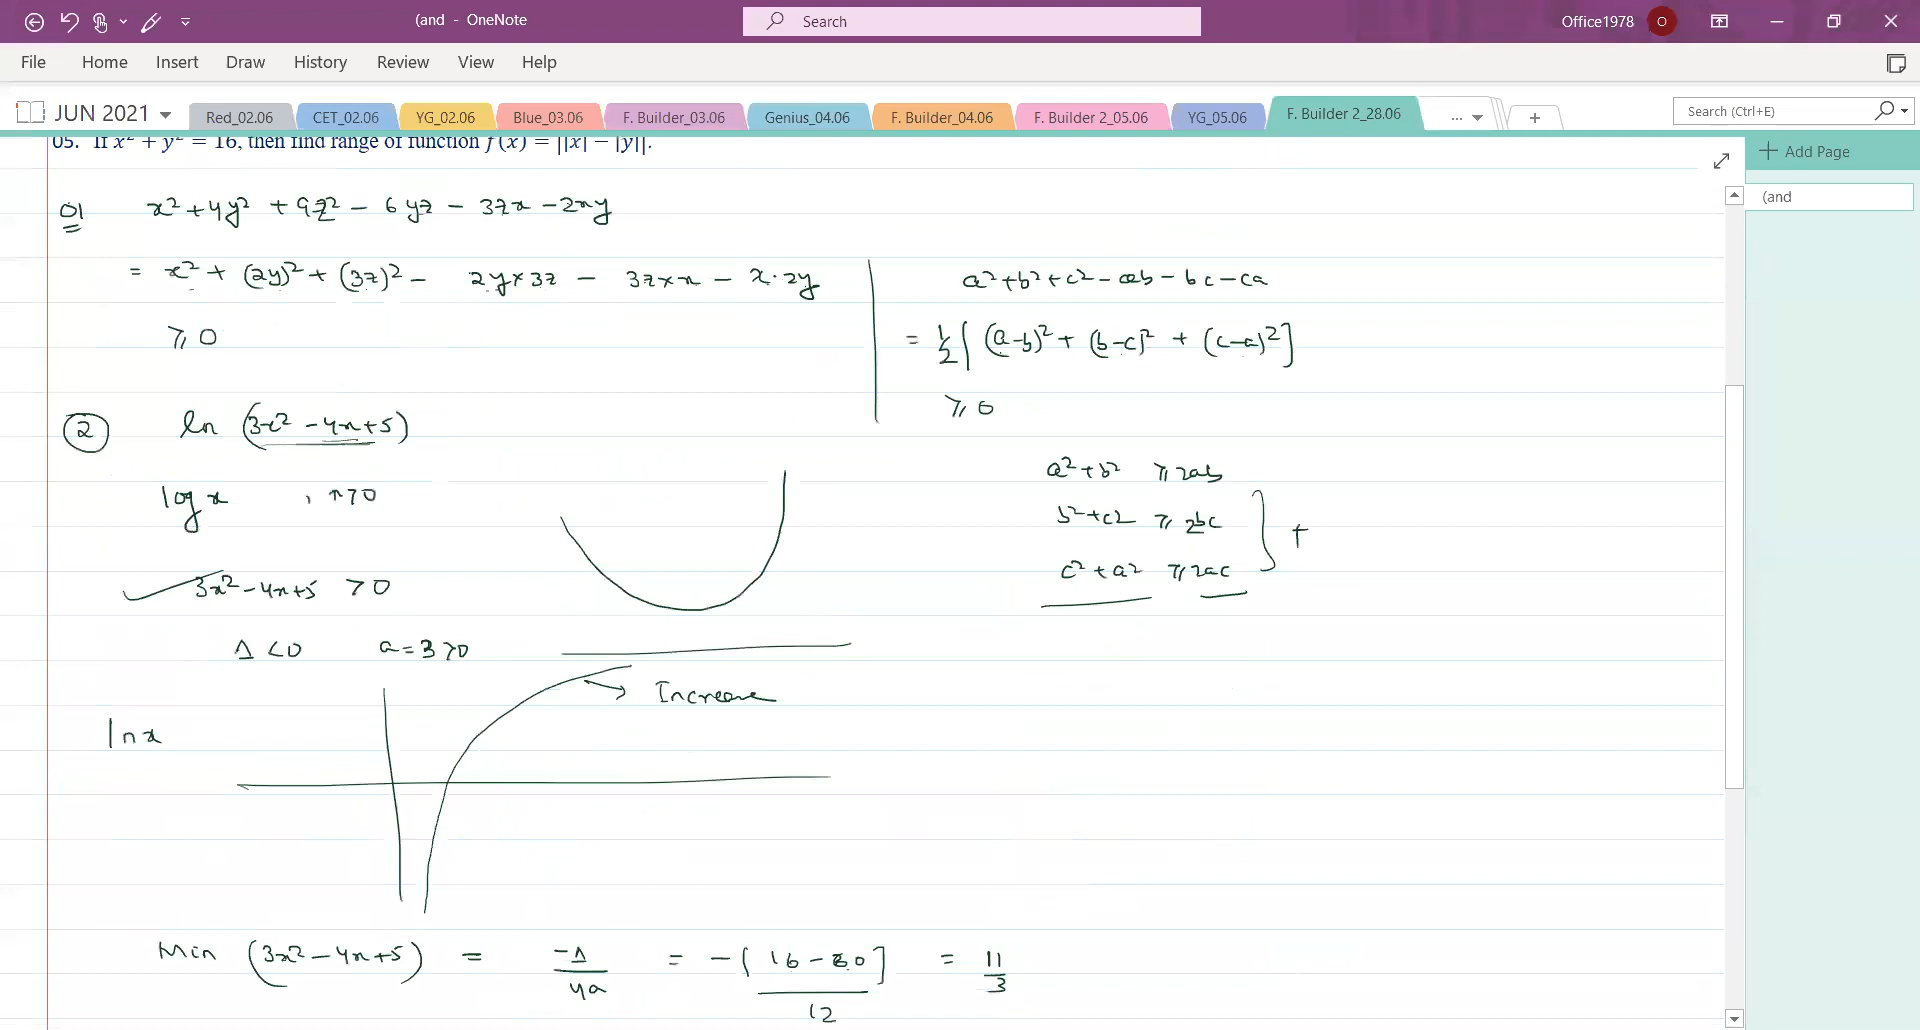 (and - OneNote
Search
Office1978
O
File Home Insert Draw History Review View Help
JUN 2021
Red_02.06 CET_02.06 YG_02.06 Blue_03.06 F. Builder_03.06 Genius_04.06 F. Builder_04.06 F. Builder 2_05.06 YG_05.06 F. Builder 2_28.06 ... +
Search (Ctrl+E)
+ Add Page
(and
05. If x² + y² = 16, then find range of function f(x) = ||x| − |y||.
01 x² + 4y² + 9z² − 6yz − 3zx − 2xy
= x² + (2y)² + (3z)² − 2y×3z − 3z×x − x·2y
⩾ 0
a² + b² + c² − ab − bc − ca
= 1/2 [(a−b)² + (b−c)² + (c−a)²]
⩾ 0
2 ln (3x² − 4x + 5)
log x , x > 0
3x² − 4x + 5 > 0
Δ < 0 a = 3 > 0
a² + b² ⩾ 2ab
b² + c² ⩾ 2bc
c² + a² ⩾ 2ac
+
Increase
ln x
Min (3x² − 4x + 5) = −Δ/4a = −[16 − 60]/12 = 11/3